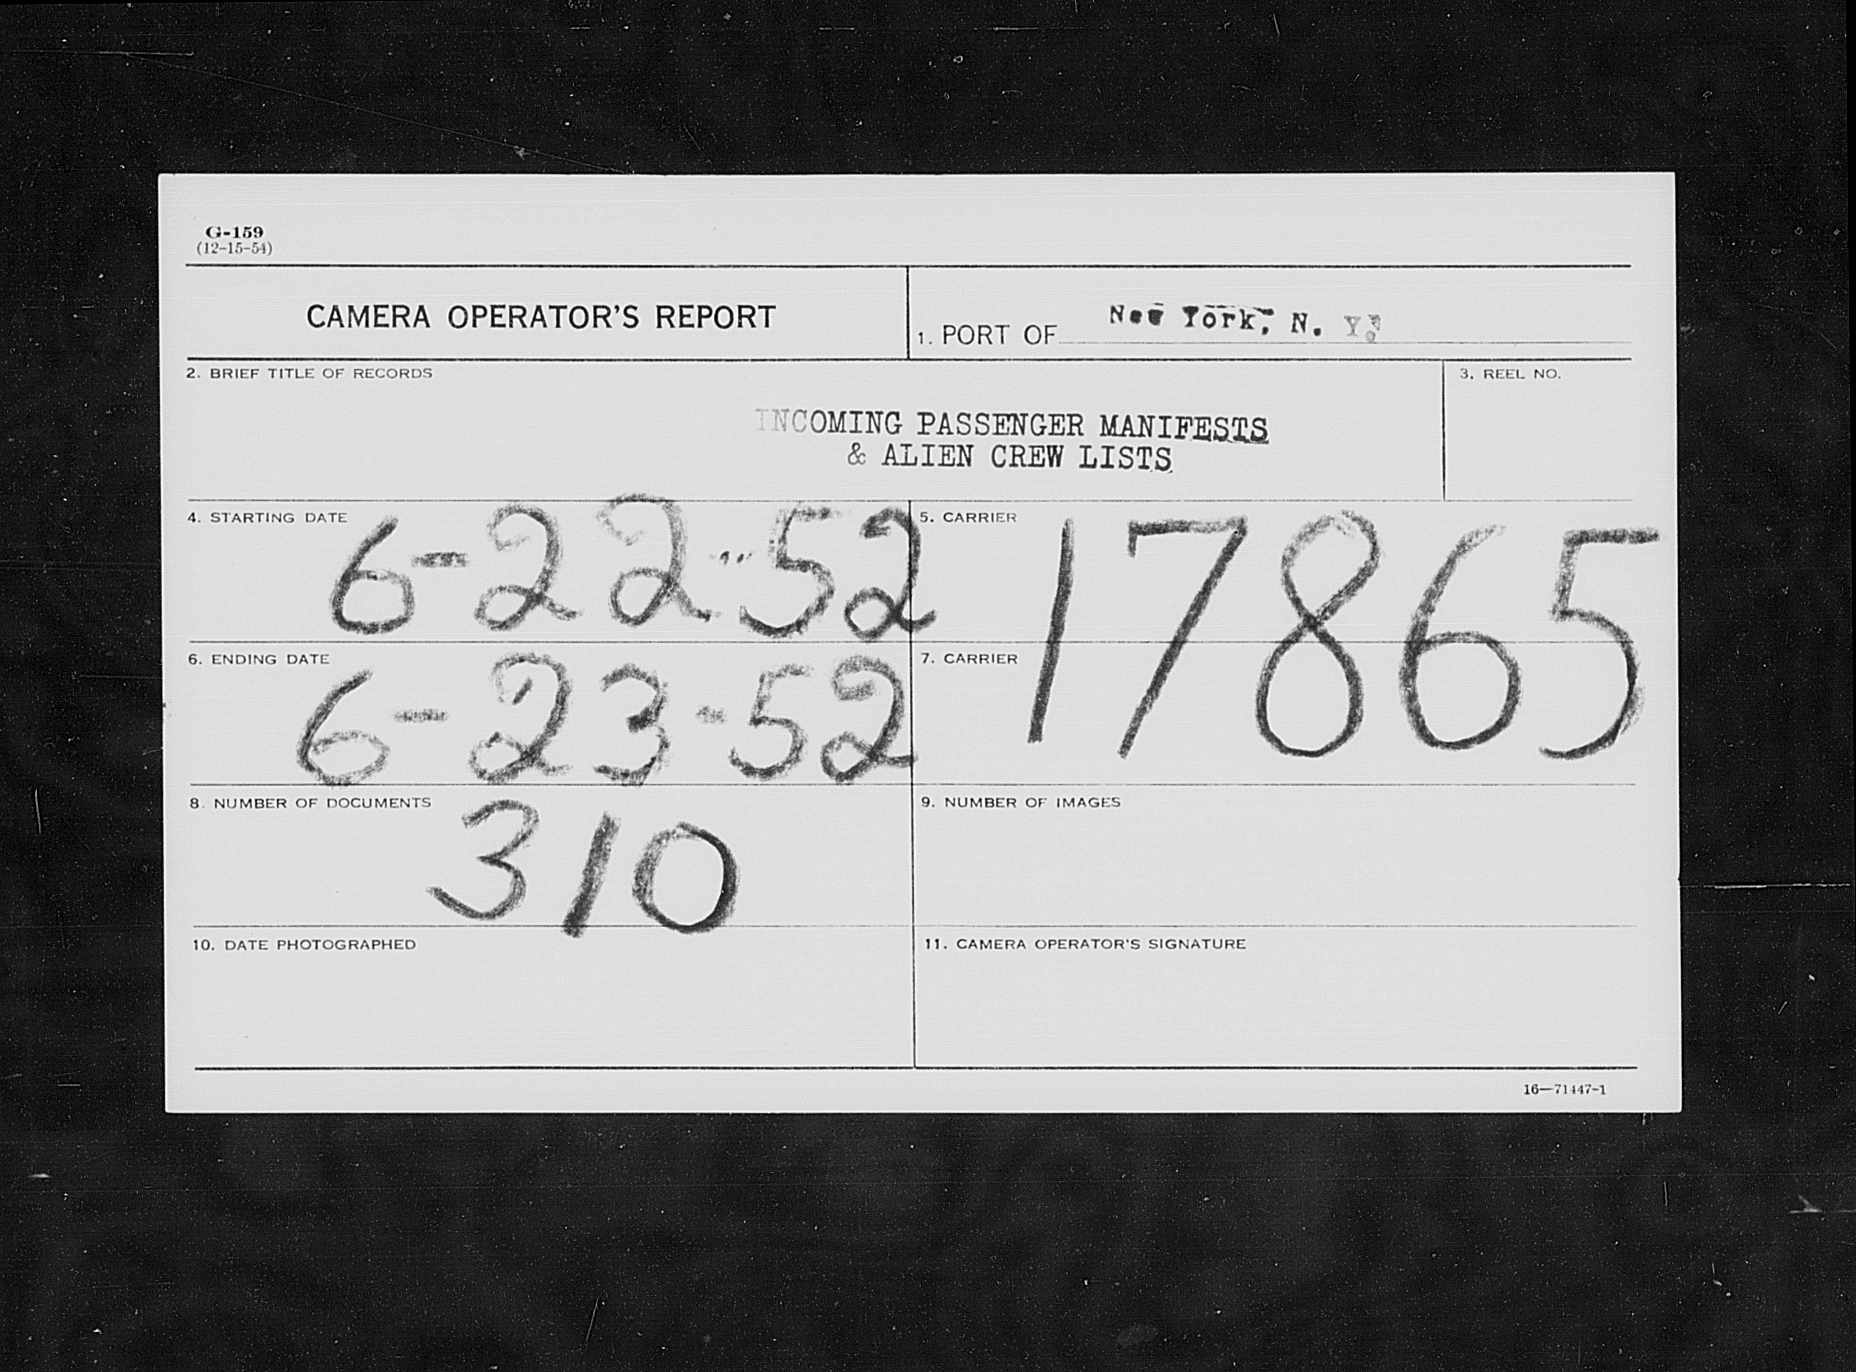 G-159
(12-15-54)
CAMERA OPERATOR'S REPORT
1. PORT OF New York, N. Y.
2. BRIEF TITLE OF RECORDS
3. REEL NO.
INCOMING PASSENGER MANIFESTS
& ALIEN CREW LISTS
4. STARTING DATE
6-22-52
5. CARRIER
17865
6. ENDING DATE
6-23-52
7. CARRIER
8. NUMBER OF DOCUMENTS
310
9. NUMBER OF IMAGES
10. DATE PHOTOGRAPHED
11. CAMERA OPERATOR'S SIGNATURE
16—71447-1